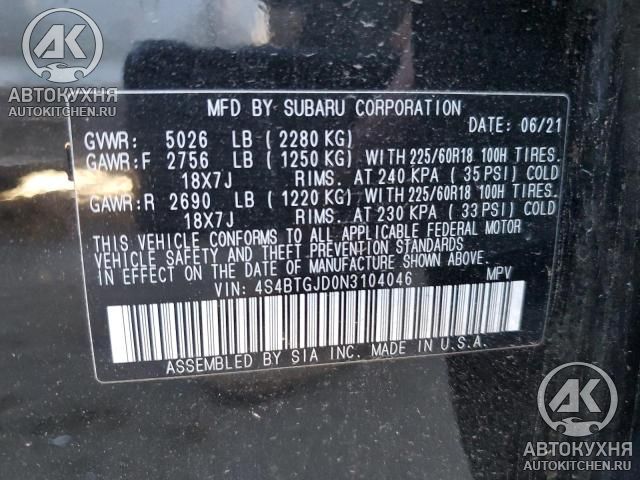 AK
АВТОКУХНЯ
AUTOKITCHEN.RU
MFD BY SUBARU CORPORATION
DATE: 06/21
GVWR: 5026 LB ( 2280 KG)
GAWR:F 2756 LB ( 1250 KG) WITH 225/60R18 100H TIRES.
18X7J RIMS. AT 240 KPA ( 35 PSI) COLD
GAWR:R 2690 LB ( 1220 KG) WITH 225/60R18 100H TIRES.
18X7J RIMS. AT 230 KPA ( 33 PSI) COLD
THIS VEHICLE CONFORMS TO ALL APPLICABLE FEDERAL MOTOR
VEHICLE SAFETY AND THEFT PREVENTION STANDARDS
IN EFFECT ON THE DATE OF MANUFACTURE SHOWN ABOVE.
VIN: 4S4BTGJD0N3104046 MPV
ASSEMBLED BY SIA INC. MADE IN U.S.A.
AK
АВТОКУХНЯ
AUTOKITCHEN.RU